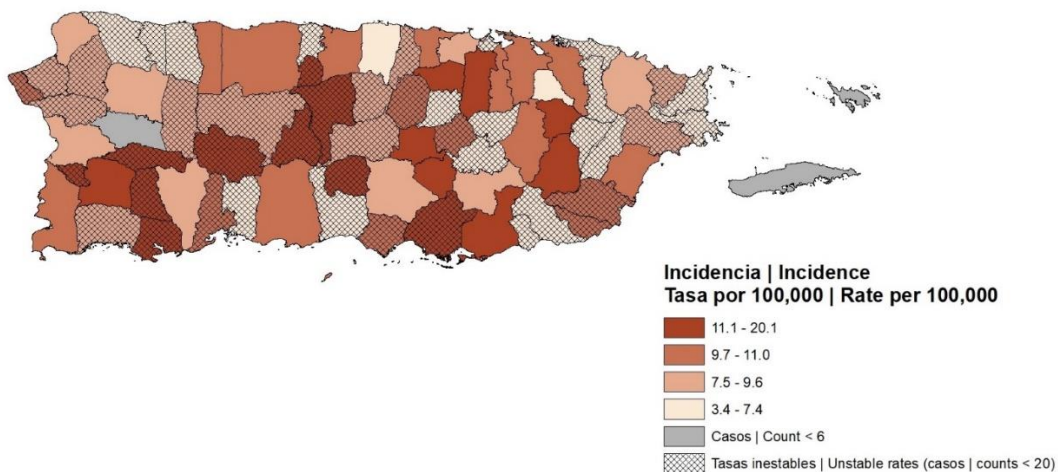 Incidencia | Incidence
Tasa por 100,000 | Rate per 100,000
11.1 - 20.1
9.7 - 11.0
7.5 - 9.6
3.4 - 7.4
Casos | Count < 6
Tasas inestables | Unstable rates (casos | counts < 20)